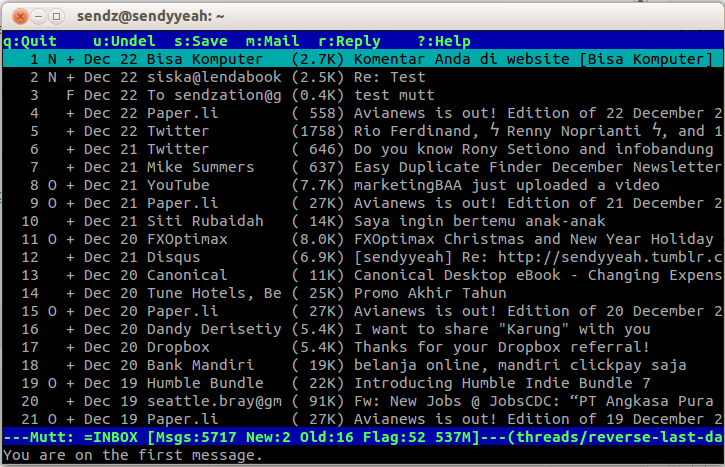 sendz@sendyyeah: ~
q:Quit u:Undel s:Save m:Mail r:Reply ?:Help
1 N + Dec 22 Bisa Komputer (2.7K) Komentar Anda di website [Bisa Komputer]
2 N + Dec 22 siska@lendabook (2.5K) Re: Test
3 F Dec 22 To sendzation@g (0.4K) test mutt
4 + Dec 22 Paper.li ( 558) Avianews is out! Edition of 22 December 2
5 + Dec 22 Twitter (1758) Rio Ferdinand, ϟ Renny Noprianti ϟ, and 1
6 + Dec 21 Twitter ( 646) Do you know Rony Setiono and infobandung
7 + Dec 21 Mike Summers ( 637) Easy Duplicate Finder December Newsletter
8 O + Dec 21 YouTube (7.7K) marketingBAA just uploaded a video
9 O + Dec 21 Paper.li ( 27K) Avianews is out! Edition of 21 December 2
10 + Dec 21 Siti Rubaidah ( 14K) Saya ingin bertemu anak-anak
11 O + Dec 20 FXOptimax (8.0K) FXOptimax Christmas and New Year Holiday
12 + Dec 21 Disqus (6.9K) [sendyyeah] Re: http://sendyyeah.tumblr.c
13 + Dec 20 Canonical ( 11K) Canonical Desktop eBook - Changing Expens
14 + Dec 20 Tune Hotels, Be ( 25K) Promo Akhir Tahun
15 O + Dec 20 Paper.li ( 27K) Avianews is out! Edition of 20 December 2
16 + Dec 20 Dandy Derisetiy (5.4K) I want to share "Karung" with you
17 + Dec 20 Dropbox (5.4K) Thanks for your Dropbox referral!
18 + Dec 20 Bank Mandiri ( 19K) belanja online, mandiri clickpay saja
19 O + Dec 19 Humble Bundle ( 22K) Introducing Humble Indie Bundle 7
20 + Dec 19 seattle.bray@gm ( 91K) Fw: New Jobs @ JobsCDC: “PT Angkasa Pura
21 O + Dec 19 Paper.li ( 27K) Avianews is out! Edition of 19 December 2
---Mutt: =INBOX [Msgs:5717 New:2 Old:16 Flag:52 537M]---(threads/reverse-last-da
You are on the first message.